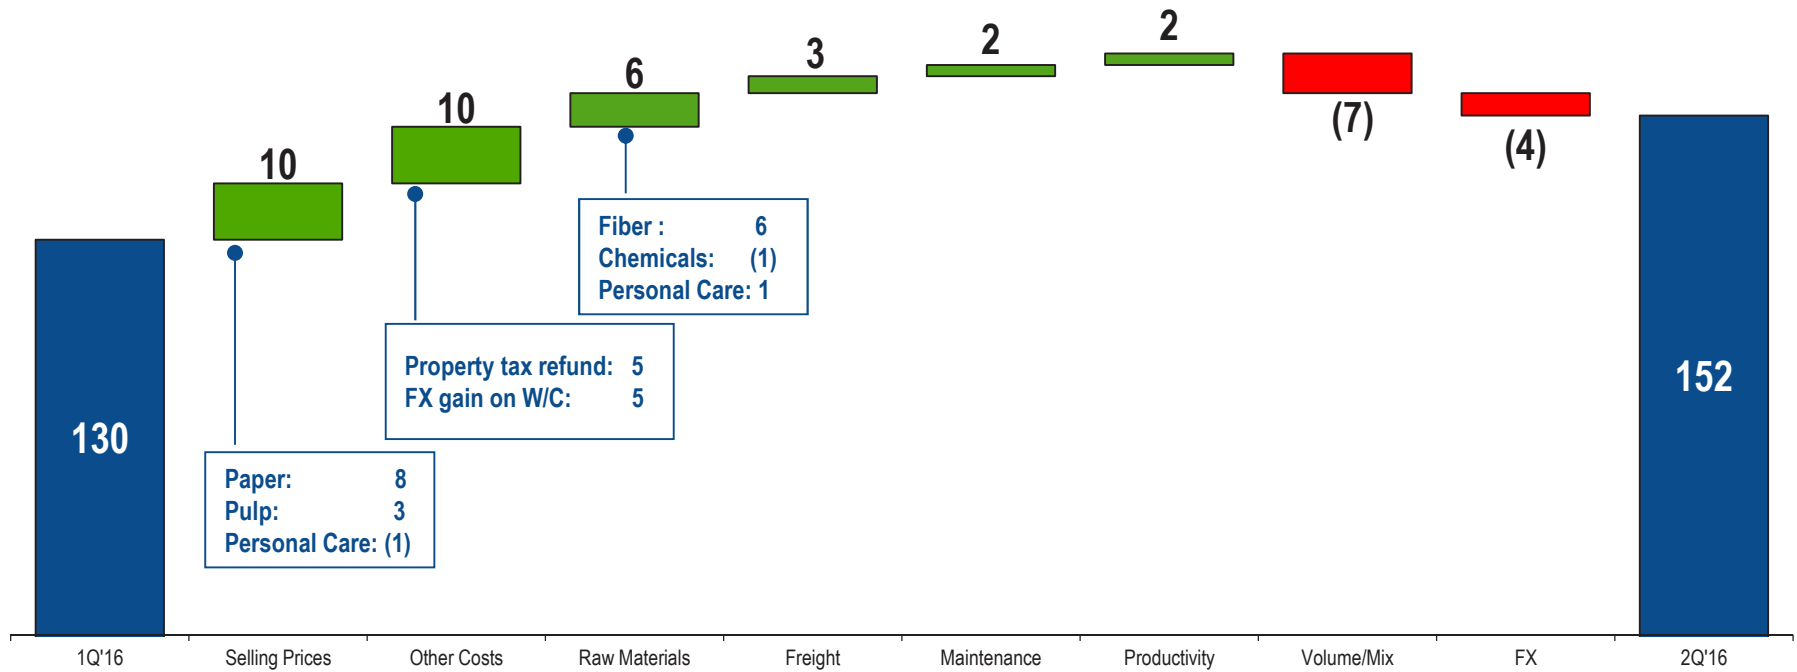 2
2
3
6
10
10
(7)
(4)
130
152
Fiber : 6
Chemicals: (1)
Personal Care: 1
Property tax refund: 5
FX gain on W/C: 5
Paper: 8
Pulp: 3
Personal Care: (1)
1Q'16 Selling Prices Other Costs Raw Materials Freight Maintenance Productivity Volume/Mix FX 2Q'16